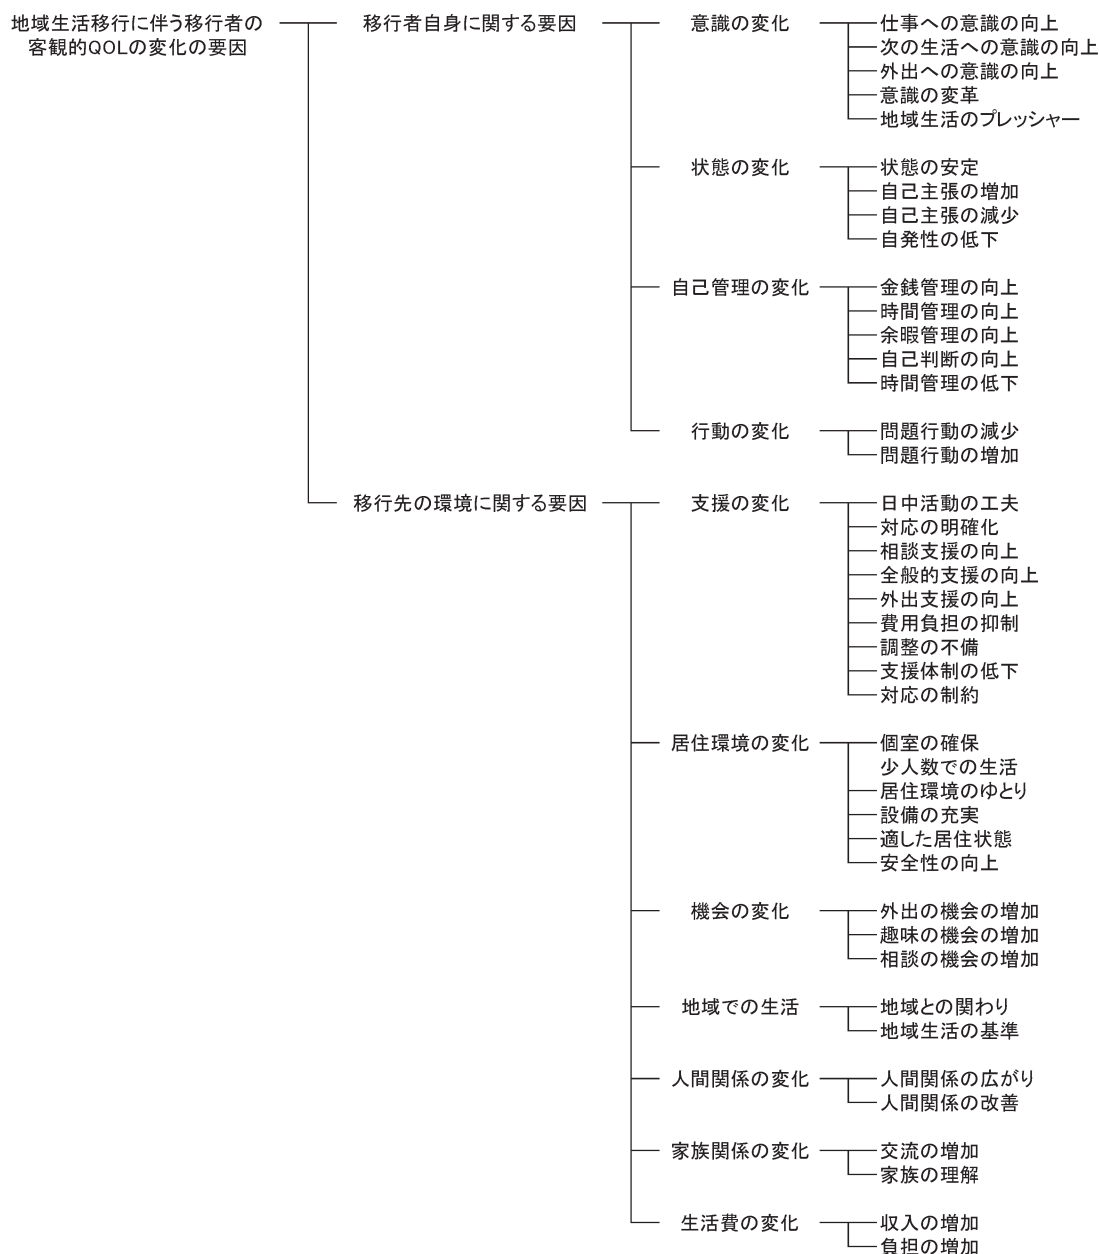 地域生活移行に伴う移行者の
客観的QOLの変化の要因
移行者自身に関する要因
意識の変化
仕事への意識の向上
次の生活への意識の向上
外出への意識の向上
意識の変革
地域生活のプレッシャー
状態の変化
状態の安定
自己主張の増加
自己主張の減少
自発性の低下
自己管理の変化
金銭管理の向上
時間管理の向上
余暇管理の向上
自己判断の向上
時間管理の低下
行動の変化
問題行動の減少
問題行動の増加
移行先の環境に関する要因
支援の変化
日中活動の工夫
対応の明確化
相談支援の向上
全般的支援の向上
外出支援の向上
費用負担の抑制
調整の不備
支援体制の低下
対応の制約
居住環境の変化
個室の確保
少人数での生活
居住環境のゆとり
設備の充実
適した居住状態
安全性の向上
機会の変化
外出の機会の増加
趣味の機会の増加
相談の機会の増加
地域での生活
地域との関わり
地域生活の基準
人間関係の変化
人間関係の広がり
人間関係の改善
家族関係の変化
交流の増加
家族の理解
生活費の変化
収入の増加
負担の増加